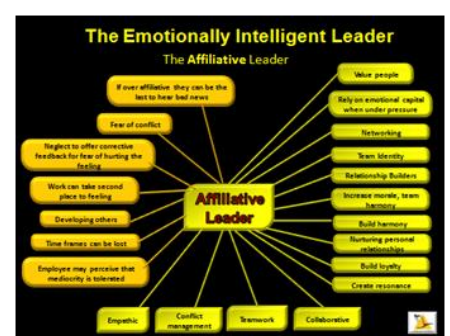 The Emotionally Intelligent Leader
The Affiliative Leader
If over affiliative they can be the
last to hear bad news
Fear of conflict
Neglect to offer corrective
feedback for fear of hurting the
feeling
Work can take second
place to feeling
Developing others
Time frames can be lost
Employee may perceive that
mediocrity is tolerated
Affiliative
Leader
Value people
Rely on emotional capital
when under pressure
Networking
Team Identity
Relationship Builders
Increase morale, team
harmony
Build harmony
Nurturing personal
relationships
Build loyalty
Create resonance
Empathic
Conflict
management
Teamwork
Collaborative